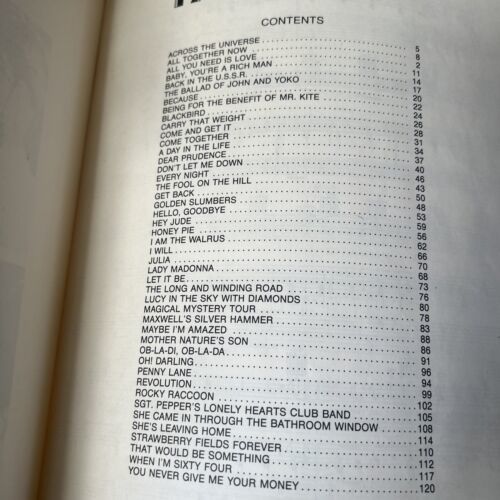 CONTENTS
ACROSS THE UNIVERSE 5
ALL TOGETHER NOW 8
ALL YOU NEED IS LOVE 2
BABY, YOU'RE A RICH MAN 11
BACK IN THE U.S.S.R. 14
THE BALLAD OF JOHN AND YOKO 17
BECAUSE 20
BEING FOR THE BENEFIT OF MR. KITE 22
BLACKBIRD 24
CARRY THAT WEIGHT 26
COME AND GET IT 28
COME TOGETHER 31
A DAY IN THE LIFE 34
DEAR PRUDENCE 37
DON'T LET ME DOWN 40
EVERY NIGHT 46
THE FOOL ON THE HILL 43
GET BACK 50
GOLDEN SLUMBERS 48
HELLO, GOODBYE 53
HEY JUDE 59
HONEY PIE 56
I AM THE WALRUS 62
I WILL 66
JULIA 70
LADY MADONNA 68
LET IT BE 73
THE LONG AND WINDING ROAD 76
LUCY IN THE SKY WITH DIAMONDS 80
MAGICAL MYSTERY TOUR 78
MAXWELL'S SILVER HAMMER 83
MAYBE I'M AMAZED 88
MOTHER NATURE'S SON 86
OB-LA-DI, OB-LA-DA 91
OH! DARLING 96
PENNY LANE 94
REVOLUTION 99
ROCKY RACCOON 102
SGT. PEPPER'S LONELY HEARTS CLUB BAND 105
SHE CAME IN THROUGH THE BATHROOM WINDOW 108
SHE'S LEAVING HOME 114
STRAWBERRY FIELDS FOREVER 110
THAT WOULD BE SOMETHING 112
WHEN I'M SIXTY FOUR 117
YOU NEVER GIVE ME YOUR MONEY 120